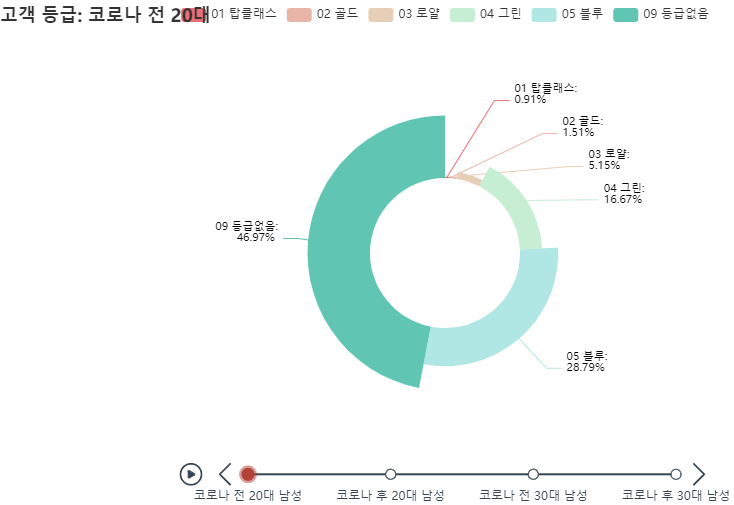 고객 등급: 코로나 전 20대
01 탑클래스 02 골드 03 로얄 04 그린 05 블루 09 등급없음
01 탑클래스:
0.91%
02 골드:
1.51%
03 로얄:
5.15%
04 그린:
16.67%
09 등급없음:
46.97%
05 블루:
28.79%
코로나 전 20대 남성 코로나 후 20대 남성 코로나 전 30대 남성 코로나 후 30대 남성